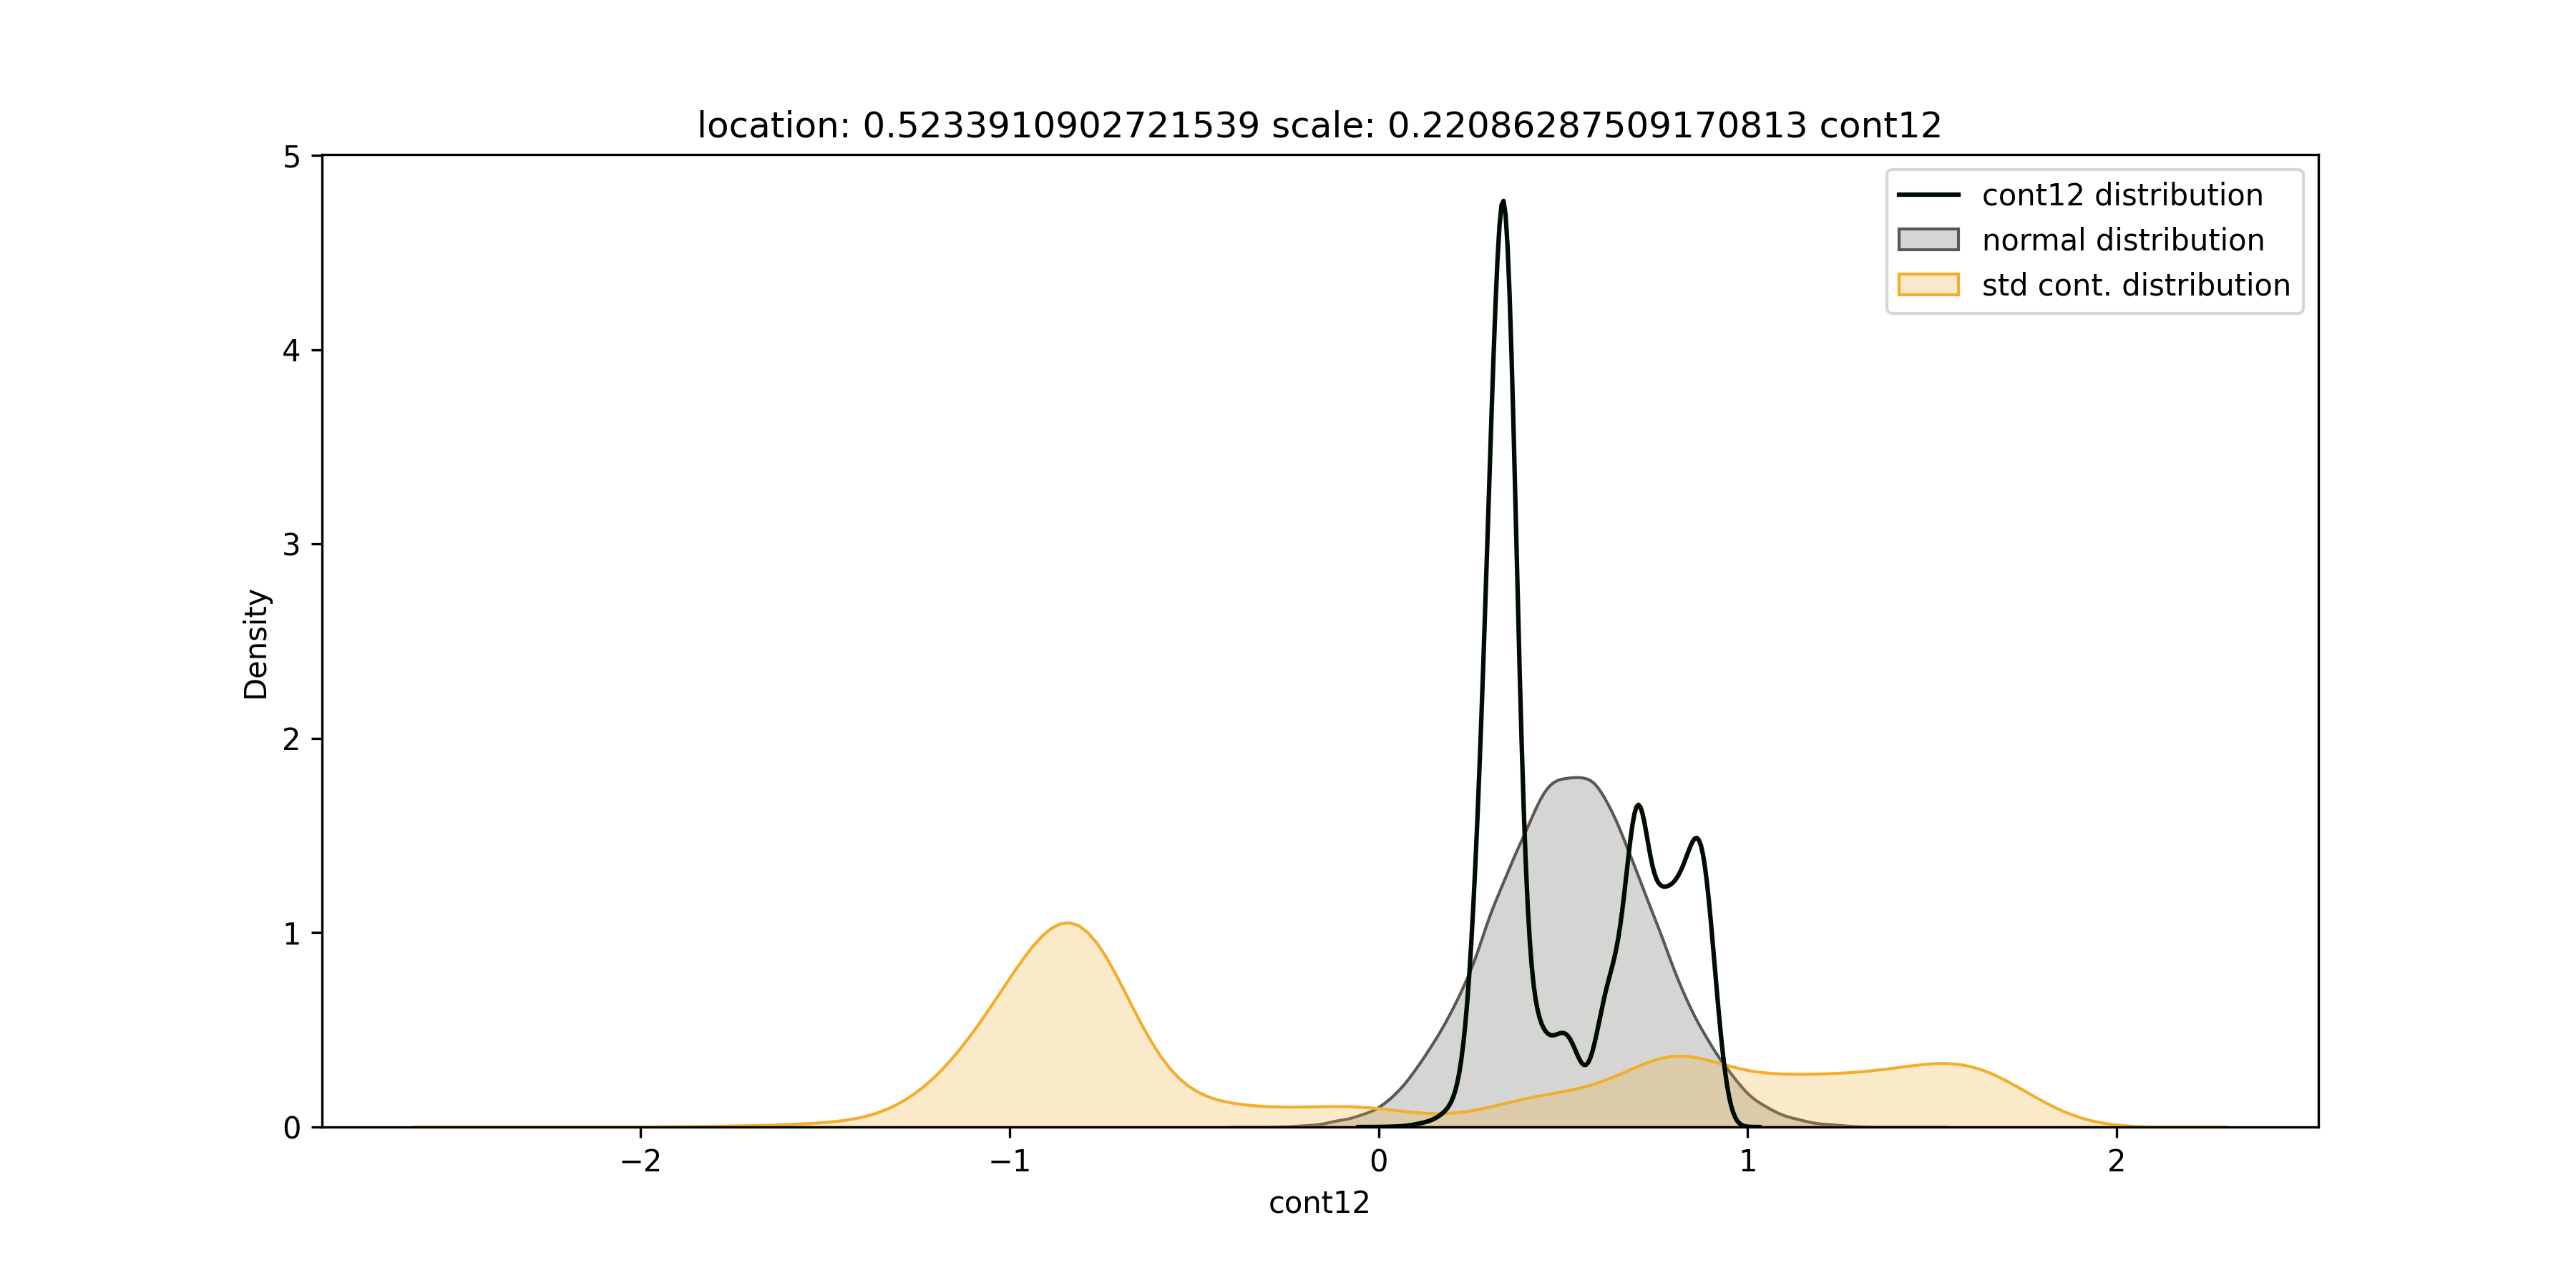 location: 0.5233910902721539 scale: 0.22086287509170813 cont12
cont12 distribution
normal distribution
std cont. distribution
Density
5
4
3
2
1
0
−2
−1
0
1
2
cont12